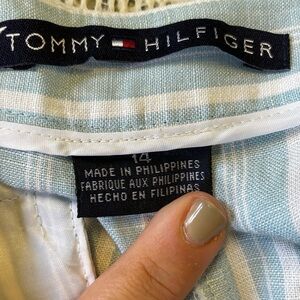 TOMMY HILFIGER
14
MADE IN PHILIPPINES
FABRIQUE AUX PHILIPPINES
HECHO EN FILIPINAS